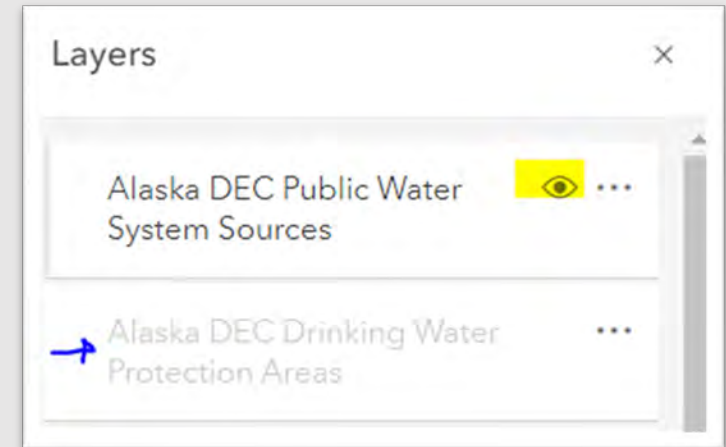 Layers
Alaska DEC Public Water
System Sources
Alaska DEC Drinking Water
Protection Areas